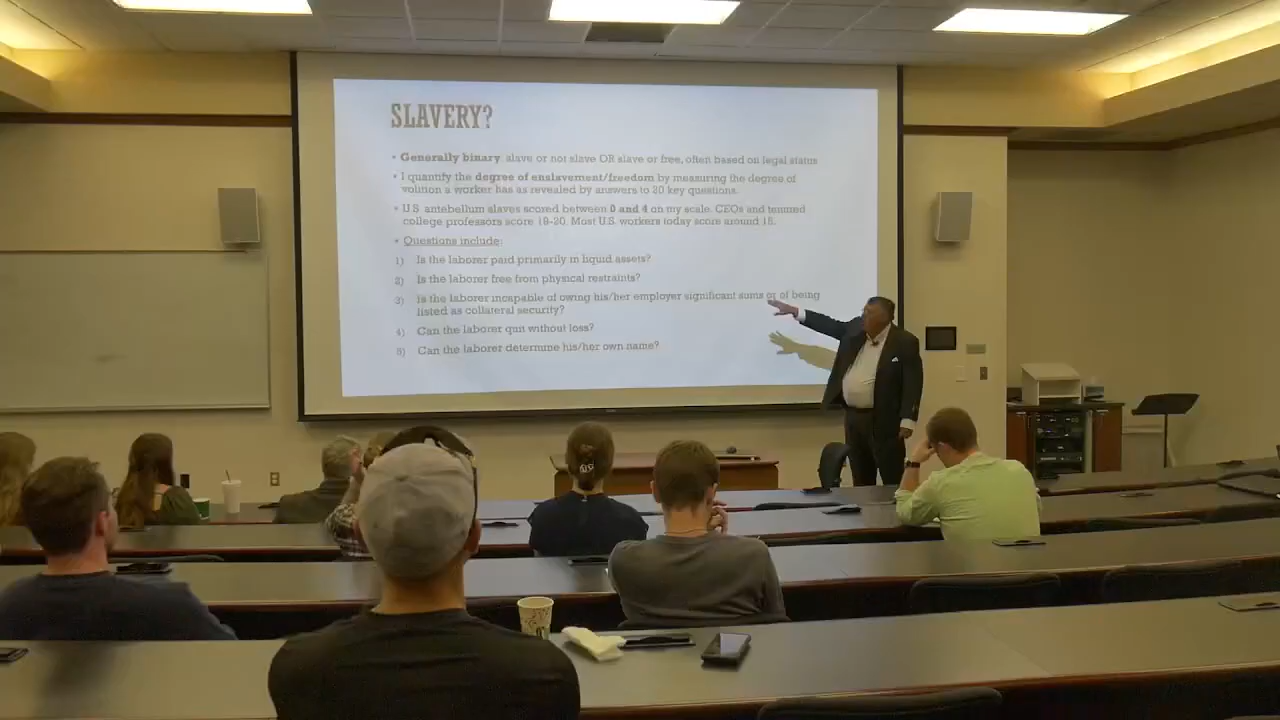 SLAVERY?
• Generally binary: slave or not slave OR slave or free, often based on legal status
• I quantify the degree of enslavement/freedom by measuring the degree of
volition a worker has as revealed by answers to 20 key questions.
• U.S. antebellum slaves scored between 0 and 4 on my scale. CEOs and tenured
college professors score 18-20. Most U.S. workers today score around 15.
• Questions include:
1) Is the laborer paid primarily in liquid assets?
2) Is the laborer free from physical restraints?
3) Is the laborer incapable of owing his/her employer significant sums or of being
listed as collateral security?
4) Can the laborer quit without loss?
5) Can the laborer determine his/her own name?